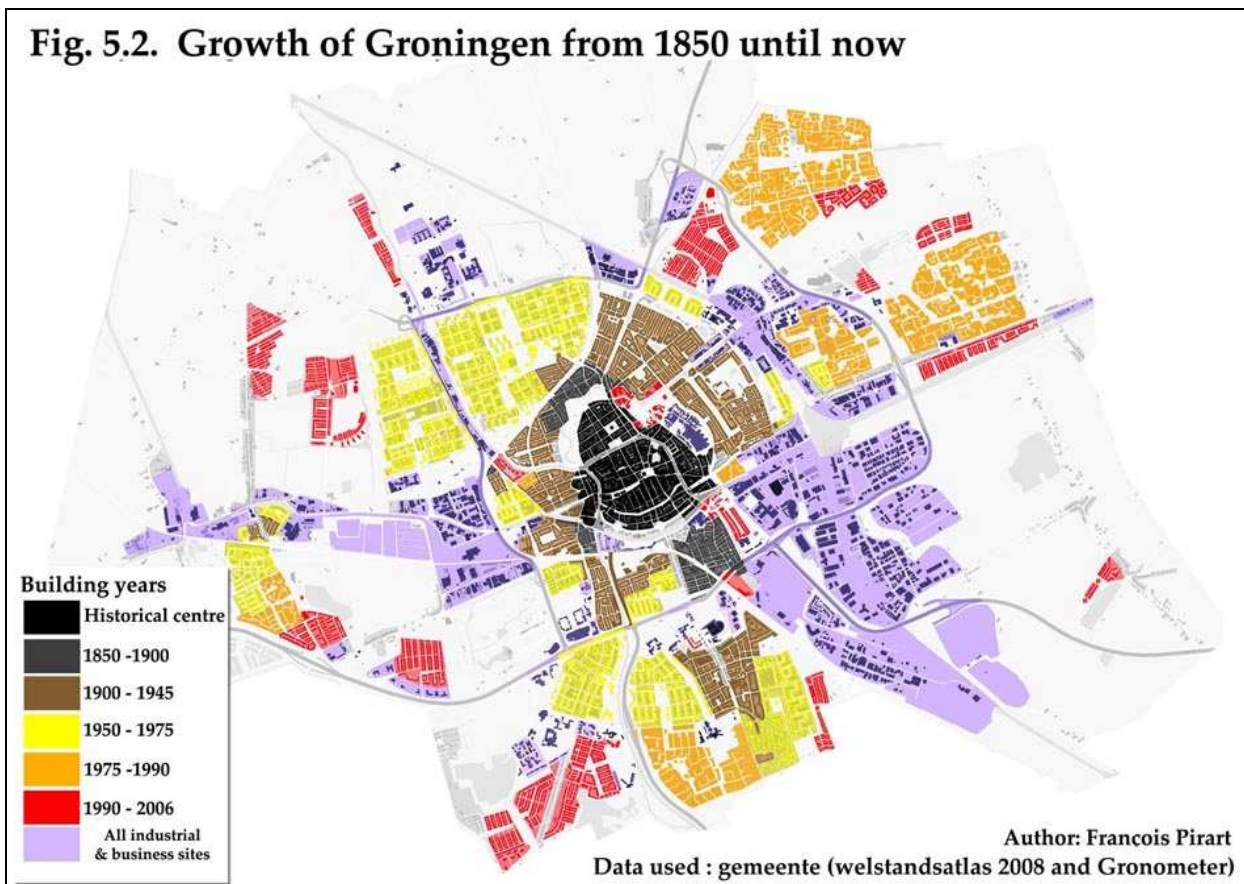 Fig. 5.2. Growth of Groningen from 1850 until now
Building years
Historical centre
1850 -1900
1900 - 1945
1950 - 1975
1975 -1990
1990 - 2006
All industrial
& business sites
Author: François Pirart
Data used : gemeente (welstandsatlas 2008 and Gronometer)